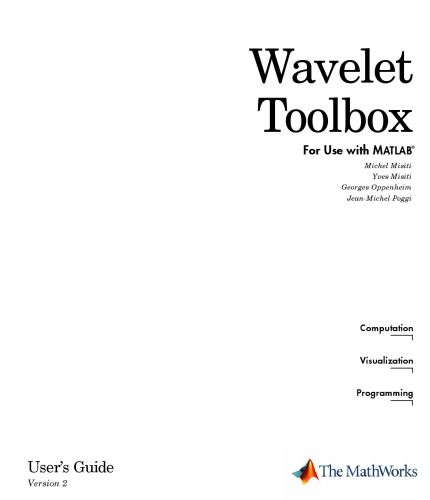 Wavelet
Toolbox
For Use with MATLAB®
Michel Misiti
Yves Misiti
Georges Oppenheim
Jean-Michel Poggi
Computation
Visualization
Programming
User's Guide
Version 2
The MathWorks